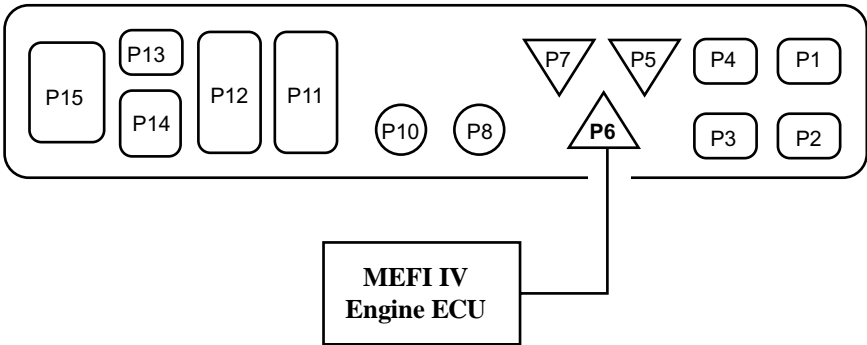 P7 P5 P4 P1
P13
P15 P12 P11
P14
P10 P8 P6 P3 P2
MEFI IV
Engine ECU